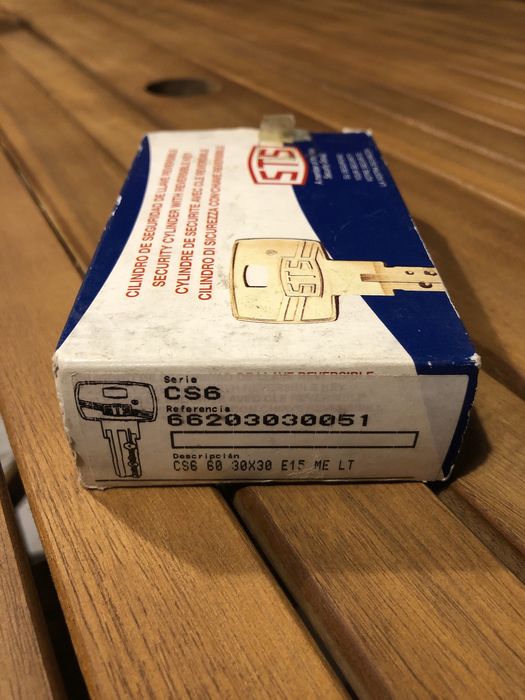 STS
CILINDRO DE SEGURIDAD DE LLAVE REVERSIBLE
SECURITY CYLINDER WITH REVERSIBLE KEY
CYLINDRE DE SECURITE AVEC CLE REVERSIBLE
CILINDRO DI SICUREZZA CON CHIAVE REVERSIBILE
STS
Serie
CS6
Referencia
66203030051
Descripción
CS6 60 30X30 E15 ME LT
STS